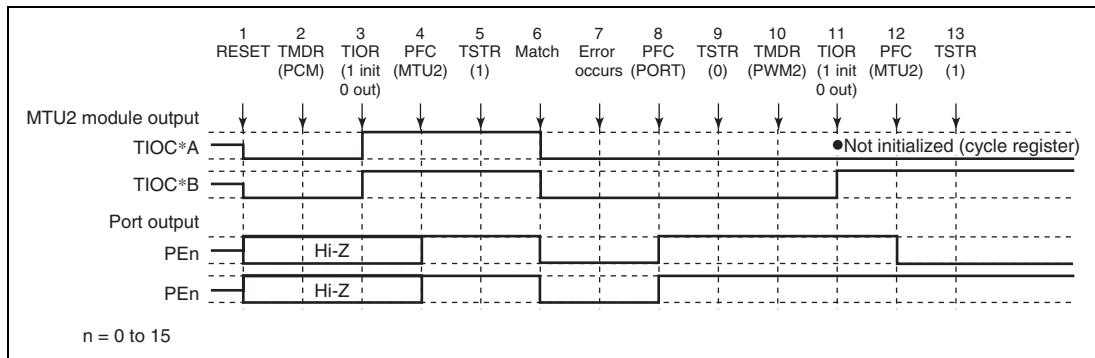 1 2 3 4 5 6 7 8 9 10 11 12 13
RESET TMDR TIOR PFC TSTR Match Error PFC TSTR TMDR TIOR PFC TSTR
(PCM) (1 init (MTU2) (1) occurs (PORT) (0) (PWM2) (1 init (MTU2) (1)
0 out) 0 out)
MTU2 module output
TIOC*A
●Not initialized (cycle register)
TIOC*B
Port output
PEn
Hi-Z
PEn
Hi-Z
n = 0 to 15